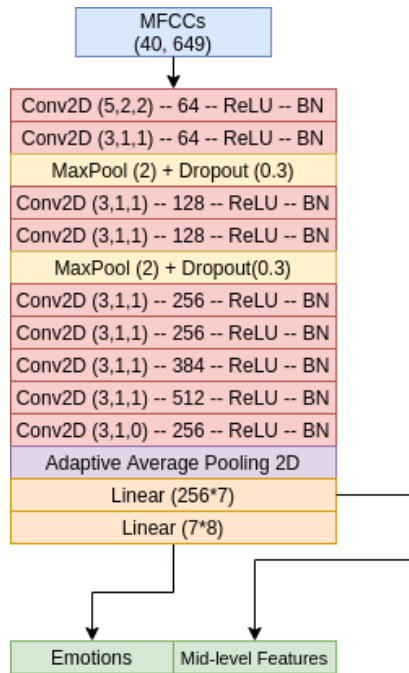 MFCCs
(40, 649)
Conv2D (5,2,2) -- 64 -- ReLU -- BN
Conv2D (3,1,1) -- 64 -- ReLU -- BN
MaxPool (2) + Dropout (0.3)
Conv2D (3,1,1) -- 128 -- ReLU -- BN
Conv2D (3,1,1) -- 128 -- ReLU -- BN
MaxPool (2) + Dropout(0.3)
Conv2D (3,1,1) -- 256 -- ReLU -- BN
Conv2D (3,1,1) -- 256 -- ReLU -- BN
Conv2D (3,1,1) -- 384 -- ReLU -- BN
Conv2D (3,1,1) -- 512 -- ReLU -- BN
Conv2D (3,1,0) -- 256 -- ReLU -- BN
Adaptive Average Pooling 2D
Linear (256*7)
Linear (7*8)
Emotions
Mid-level Features